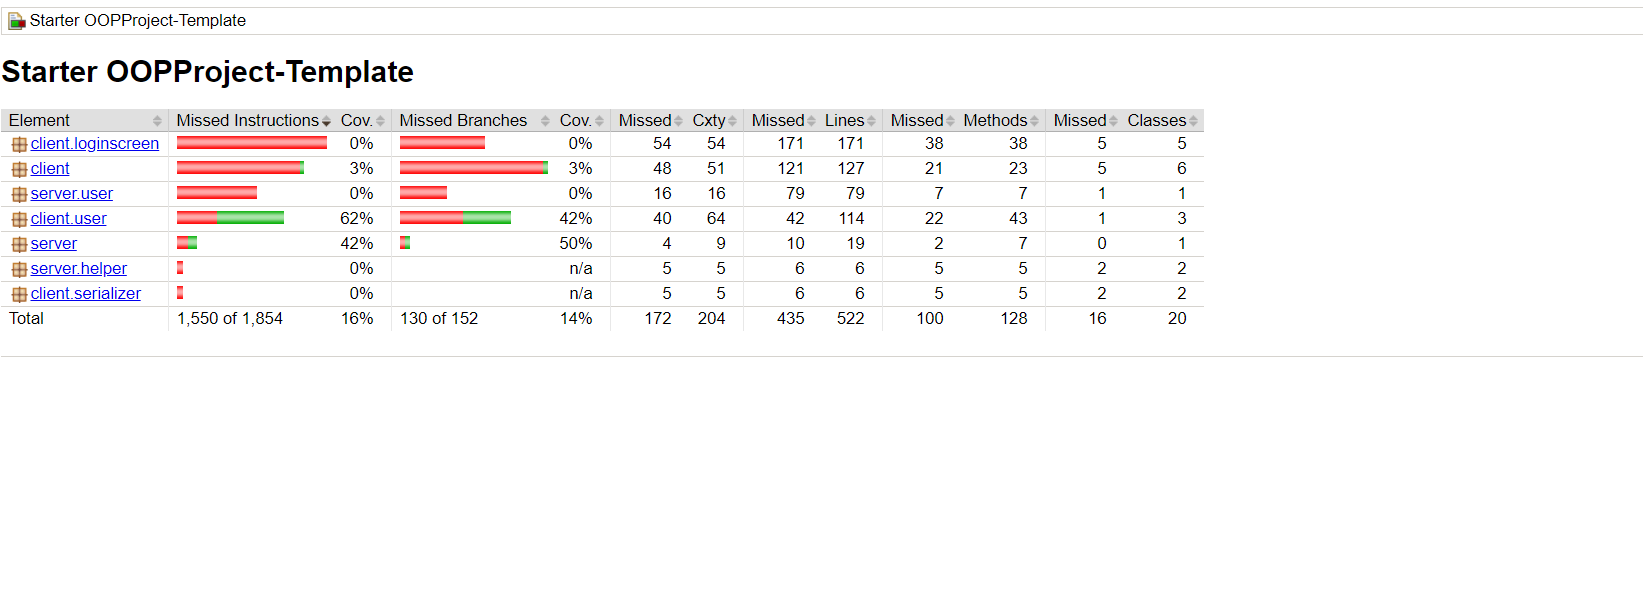 Starter OOPProject-Template
Starter OOPProject-Template
Element Missed Instructions Cov. Missed Branches Cov. Missed Cxty Missed Lines Missed Methods Missed Classes
client.loginscreen 0% 0% 54 54 171 171 38 38 5 5
client 3% 3% 48 51 121 127 21 23 5 6
server.user 0% 0% 16 16 79 79 7 7 1 1
client.user 62% 42% 40 64 42 114 22 43 1 3
server 42% 50% 4 9 10 19 2 7 0 1
server.helper 0% n/a 5 5 6 6 5 5 2 2
client.serializer 0% n/a 5 5 6 6 5 5 2 2
Total 1,550 of 1,854 16% 130 of 152 14% 172 204 435 522 100 128 16 20